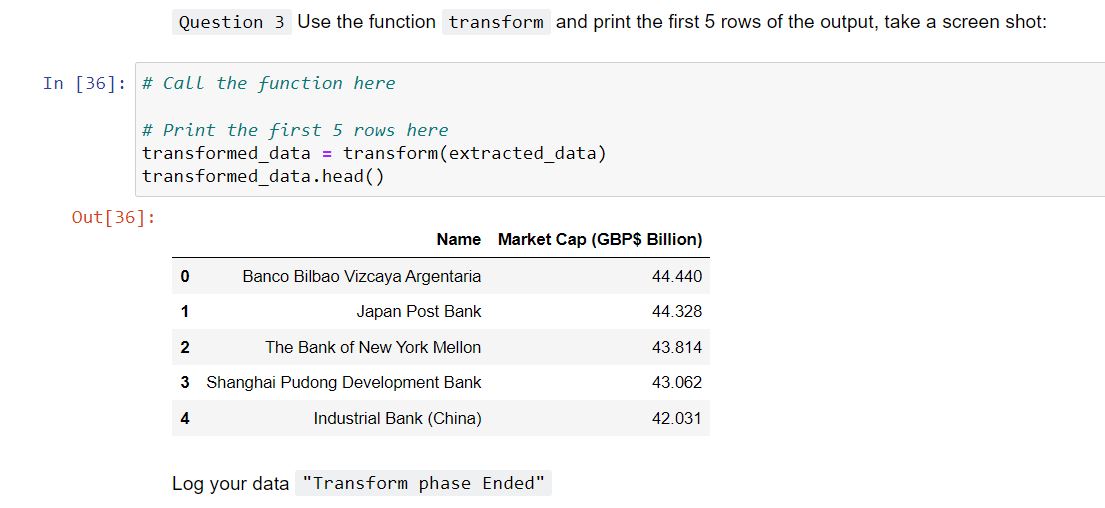 Question 3 Use the function transform and print the first 5 rows of the output, take a screen shot:
In [36]: # Call the function here
# Print the first 5 rows here
transformed_data = transform(extracted_data)
transformed_data.head()
Out[36]:
Name Market Cap (GBP$ Billion)
0 Banco Bilbao Vizcaya Argentaria 44.440
1 Japan Post Bank 44.328
2 The Bank of New York Mellon 43.814
3 Shanghai Pudong Development Bank 43.062
4 Industrial Bank (China) 42.031
Log your data "Transform phase Ended"